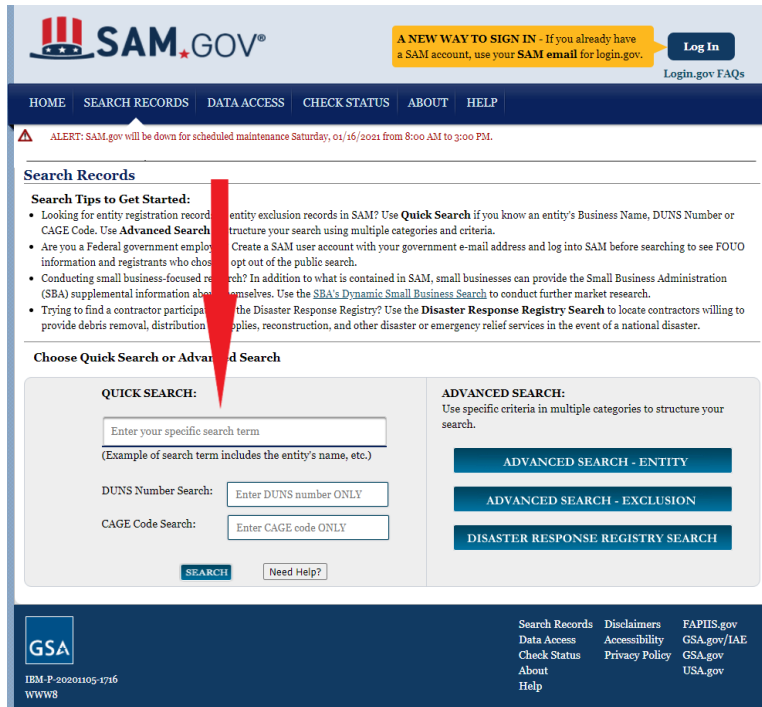 SAM.GOV®
A NEW WAY TO SIGN IN - If you already have
a SAM account, use your SAM email for login.gov.
Log In
Login.gov FAQs
HOME SEARCH RECORDS DATA ACCESS CHECK STATUS ABOUT HELP
ALERT: SAM.gov will be down for scheduled maintenance Saturday, 01/16/2021 from 8:00 AM to 3:00 PM.
Search Records
Search Tips to Get Started:
• Looking for entity registration record entity exclusion records in SAM? Use Quick Search if you know an entity's Business Name, DUNS Number or
CAGE Code. Use Advanced Search structure your search using multiple categories and criteria.
• Are you a Federal government employ Create a SAM user account with your government e-mail address and log into SAM before searching to see FOUO
information and registrants who chos opt out of the public search.
• Conducting small business-focused re rch? In addition to what is contained in SAM, small businesses can provide the Small Business Administration
(SBA) supplemental information abo mselves. Use the SBA's Dynamic Small Business Search to conduct further market research.
• Trying to find a contractor participa the Disaster Response Registry? Use the Disaster Response Registry Search to locate contractors willing to
provide debris removal, distribution pplies, reconstruction, and other disaster or emergency relief services in the event of a national disaster.
Choose Quick Search or Advanced Search
QUICK SEARCH:
Enter your specific search term
(Example of search term includes the entity's name, etc.)
DUNS Number Search: Enter DUNS number ONLY
CAGE Code Search: Enter CAGE code ONLY
SEARCH Need Help?
ADVANCED SEARCH:
Use specific criteria in multiple categories to structure your
search.
ADVANCED SEARCH - ENTITY
ADVANCED SEARCH - EXCLUSION
DISASTER RESPONSE REGISTRY SEARCH
GSA
IBM-P-20201105-1716
WWW8
Search Records Disclaimers FAPIIS.gov
Data Access Accessibility GSA.gov/IAE
Check Status Privacy Policy GSA.gov
About USA.gov
Help